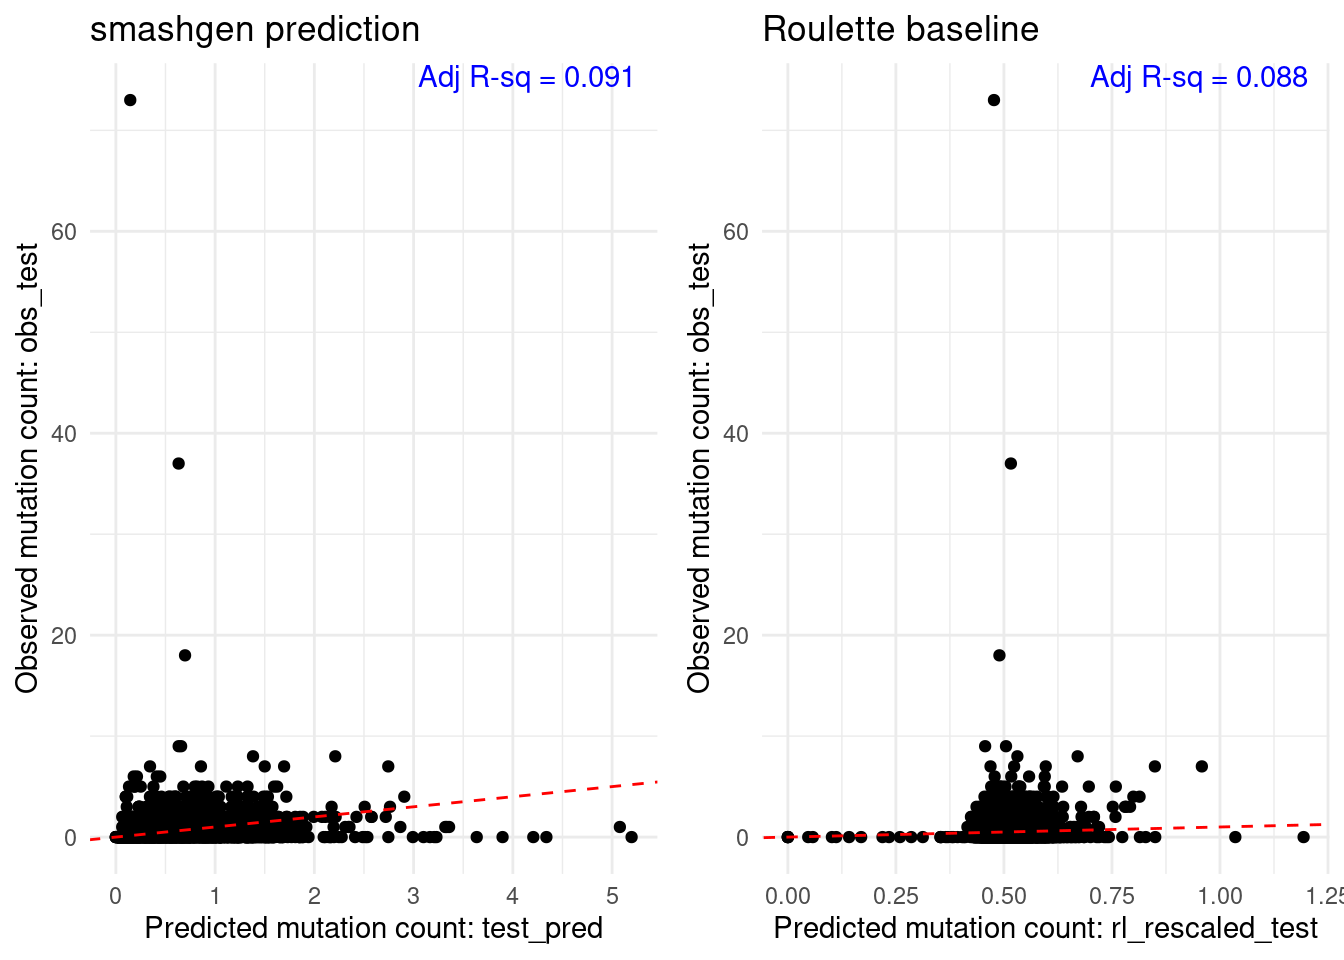 smashgen prediction
Adj R-sq = 0.091
Observed mutation count: obs_test
60
40
20
0
0 1 2 3 4 5
Predicted mutation count: test_pred
Roulette baseline
Adj R-sq = 0.088
Observed mutation count: obs_test
60
40
20
0
0.00 0.25 0.50 0.75 1.00 1.25
Predicted mutation count: rl_rescaled_test